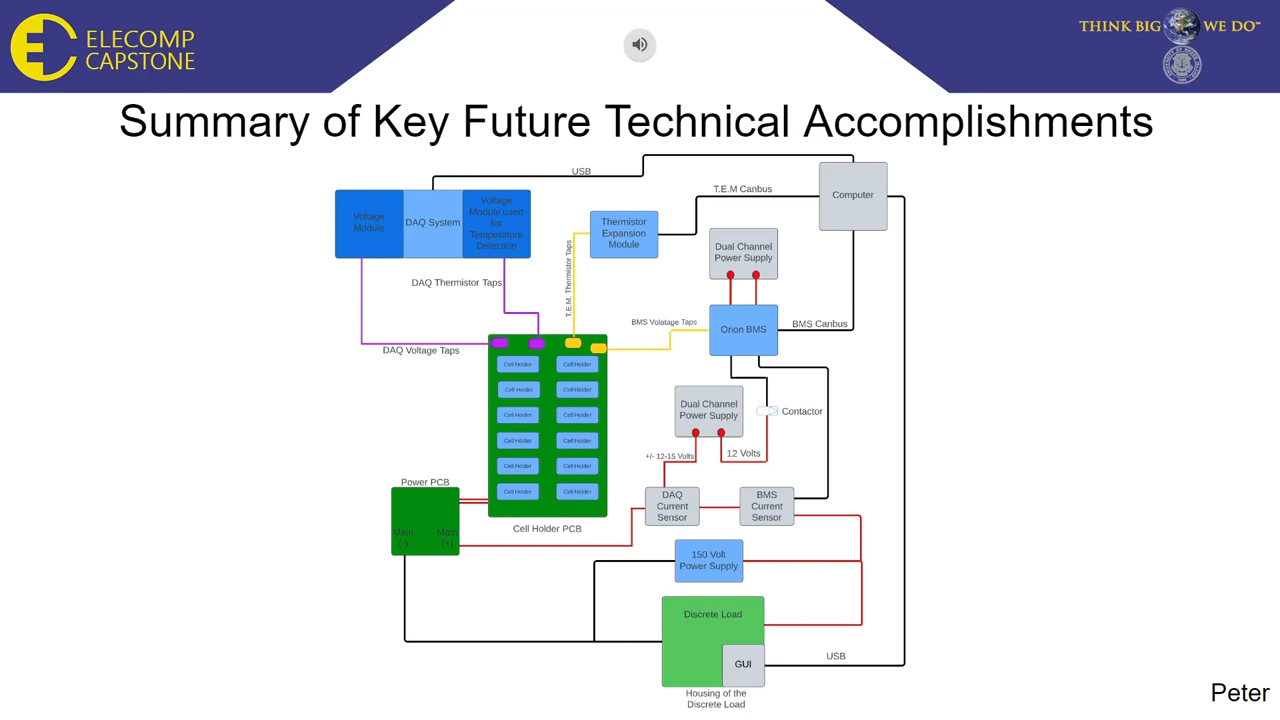 ELECOMP
CAPSTONE
THINK BIG WE DO™
Summary of Key Future Technical Accomplishments
USB
T.E.M Canbus
Computer
Voltage
Module
DAQ System
Voltage
Module used
for
Temperature
Detection
Thermistor
Expansion
Module
Dual Channel
Power Supply
DAQ Thermistor Taps
T.E.M. Thermistor Taps
BMS Volatage Taps
Orion BMS
BMS Canbus
DAQ Voltage Taps
Cell Holder Cell Holder
Cell Holder Cell Holder
Cell Holder Cell Holder
Cell Holder Cell Holder
Cell Holder Cell Holder
Cell Holder Cell Holder
Cell Holder PCB
Dual Channel
Power Supply
Contactor
+/- 12-15 Volts
12 Volts
Power PCB
Main
(-)
Main
(+)
DAQ
Current
Sensor
BMS
Current
Sensor
150 Volt
Power Supply
Discrete Load
GUI
USB
Housing of the
Discrete Load
Peter